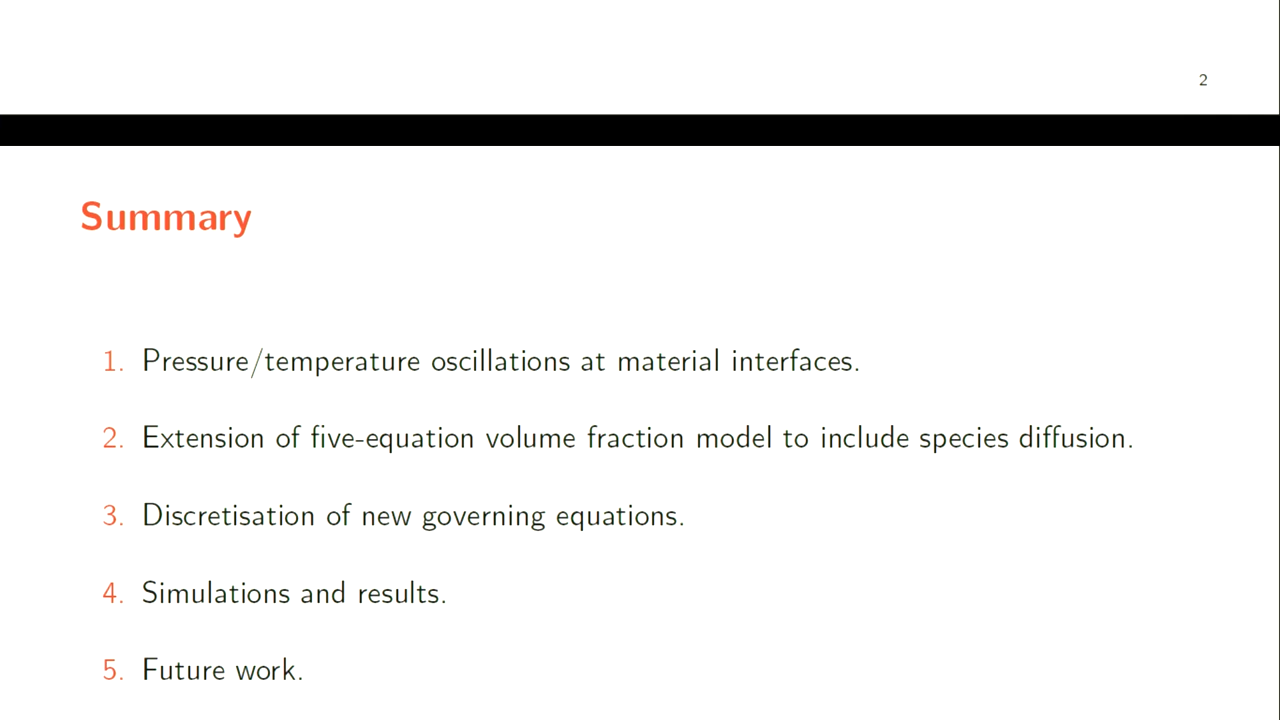 2
Summary
1. Pressure/temperature oscillations at material interfaces.
2. Extension of five-equation volume fraction model to include species diffusion.
3. Discretisation of new governing equations.
4. Simulations and results.
5. Future work.